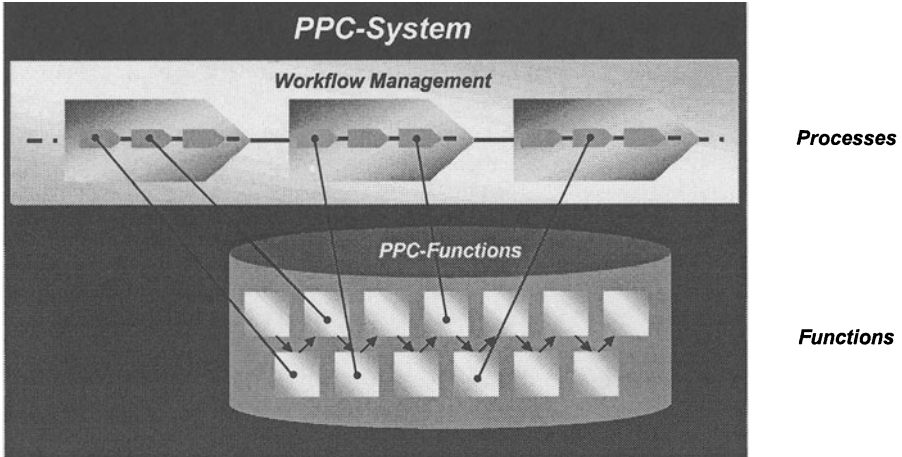 PPC-System
Workflow Management
Processes
PPC-Functions
Functions